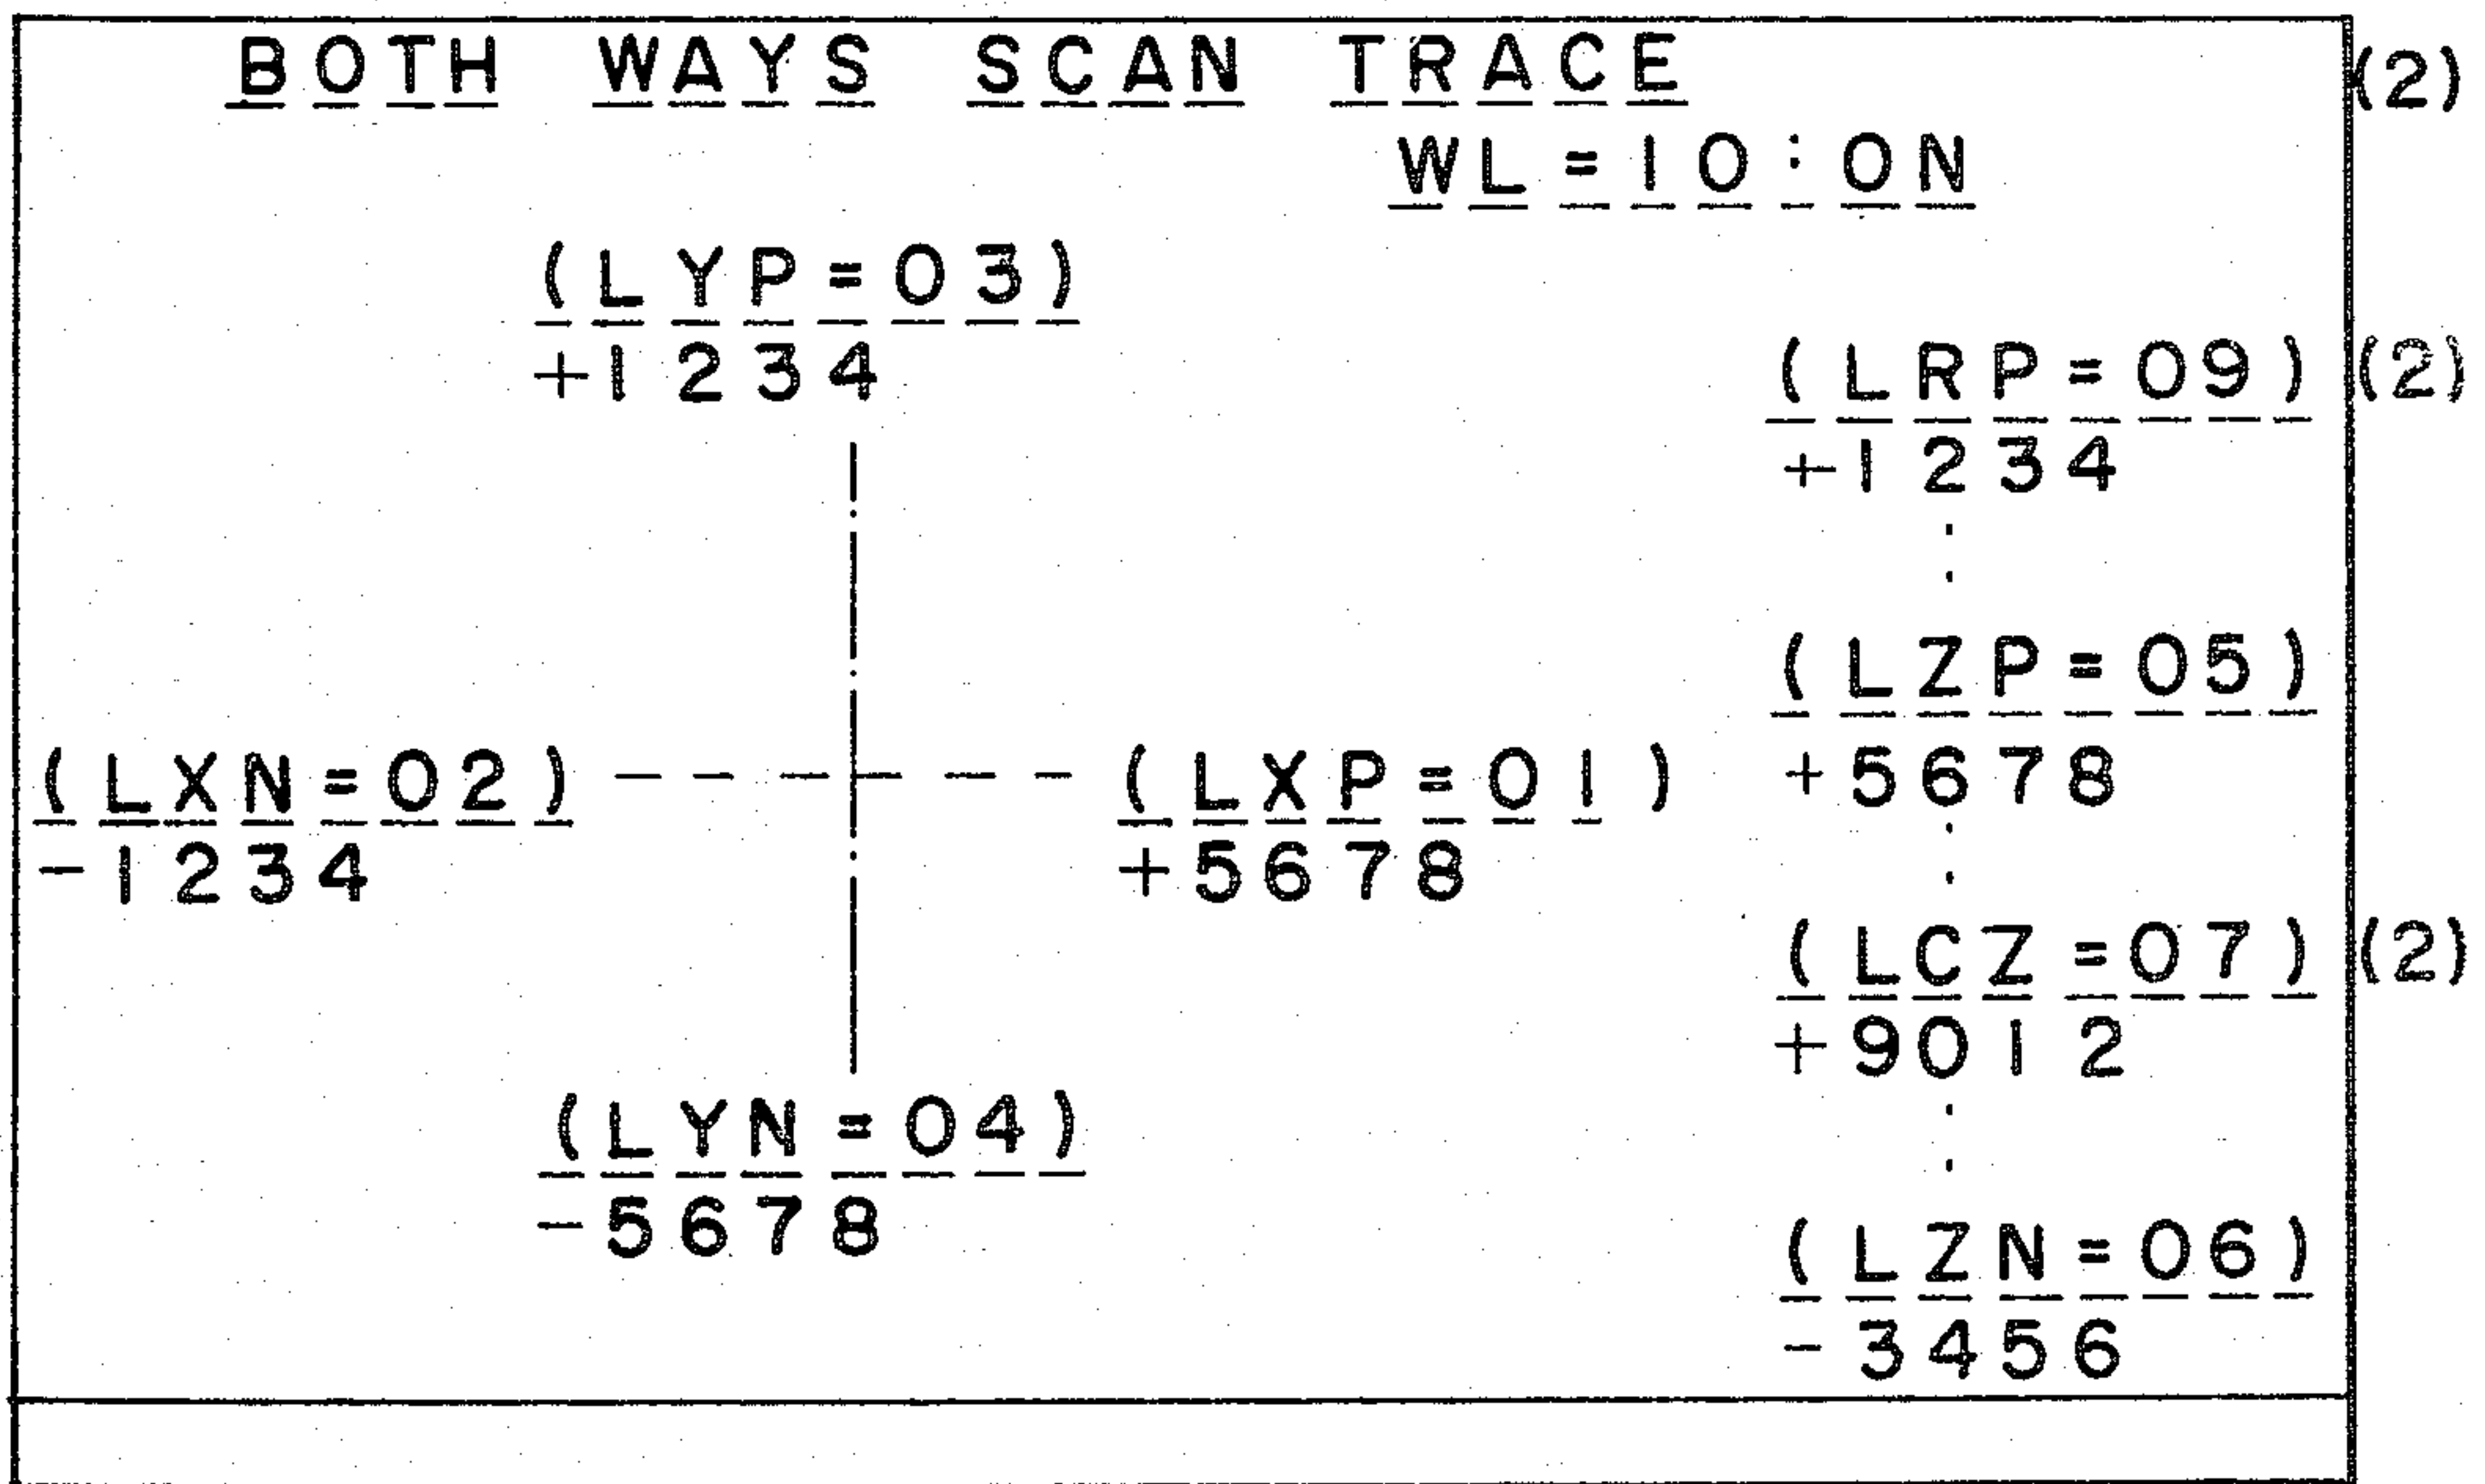 BOTH WAYS SCAN TRACE (2)
WL=10:ON
(LYP=03)
+1234
(LRP=09) (2)
+1234
(LZP=05)
+5678
(LXN=02) (LXP=01)
-1234 +5678
(LCZ=07) (2)
+9012
(LYN=04)
-5678
(LZN=06)
-3456